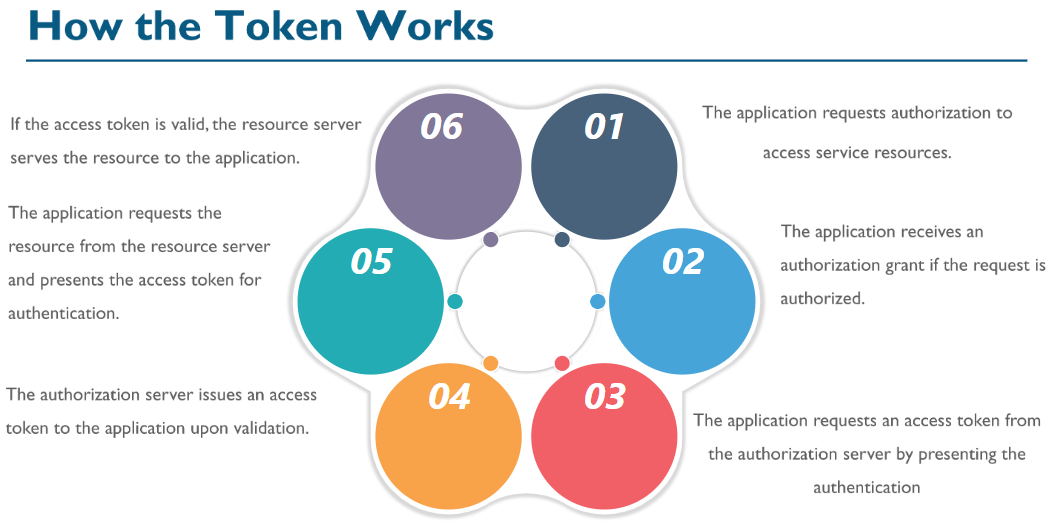 How the Token Works
01
The application requests authorization to
access service resources.
02
The application receives an
authorization grant if the request is
authorized.
03
The application requests an access token from
the authorization server by presenting the
authentication
04
The authorization server issues an access
token to the application upon validation.
05
The application requests the
resource from the resource server
and presents the access token for
authentication.
06
If the access token is valid, the resource server
serves the resource to the application.